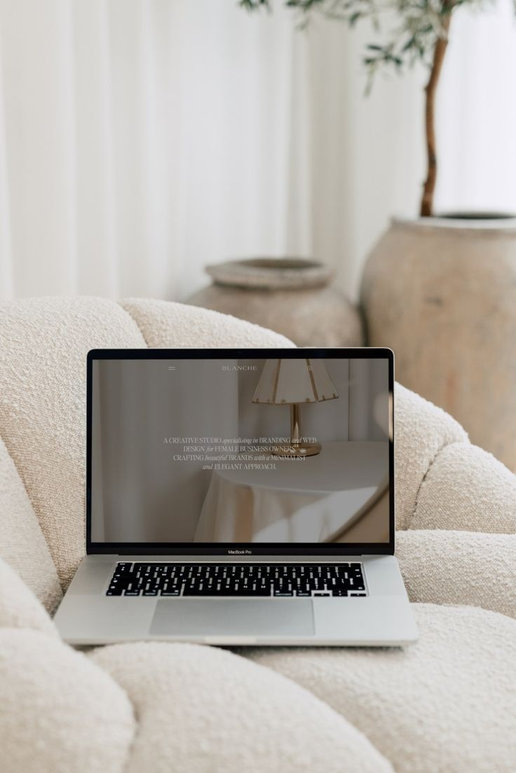 BLANCHE
A CREATIVE STUDIO specialising in BRANDING and WEB
DESIGN for FEMALE BUSINESS OWNERS.
CRAFTING beautiful BRANDS with a MINIMALIST
and ELEGANT APPROACH.
MacBook Pro